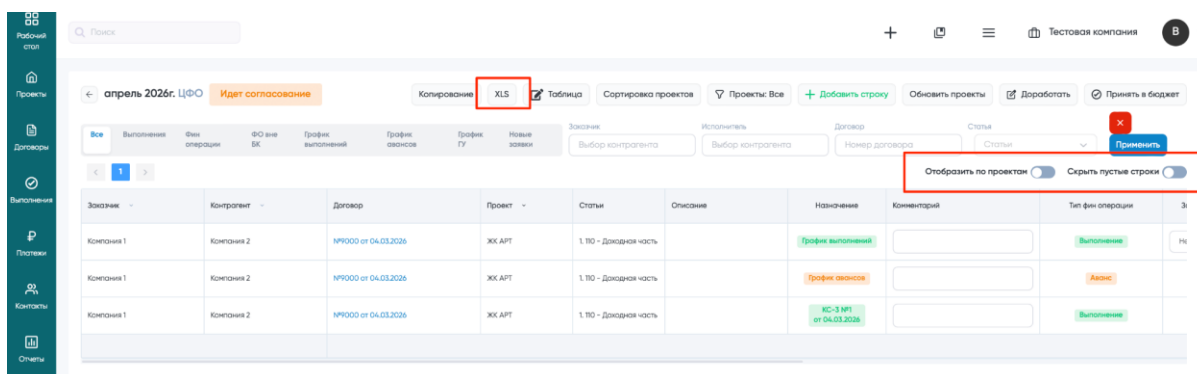 Рабочий
стол
Проекты
Договоры
Выполнения
Платежи
Контакты
Отчеты
Поиск
Тестовая компания
В
апрель 2026г. ЦФО
Идет согласование
Копирование
XLS
Таблица
Сортировка проектов
Проекты: Все
Добавить строку
Обновить проекты
Доработать
Принять в бюджет
Все
Выполнения
Фин
операции
ФО вне
БК
График
выполнений
График
авансов
График
ГУ
Новые
заявки
Заказчик
Выбор контрагента
Исполнитель
Выбор контрагента
Договор
Номер договора
Статья
Статьи
Применить
1
Отобразить по проектам
Скрыть пустые строки
Заказчик Контрагент Договор Проект Статьи Описание Назначение Комментарий Тип фин операции
Компания 1 Компания 2 №9000 от 04.03.2026 ЖК АРТ 1. 110 - Доходная часть График выполнений Выполнение
Компания 1 Компания 2 №9000 от 04.03.2026 ЖК АРТ 1. 110 - Доходная часть График авансов Аванс
Компания 1 Компания 2 №9000 от 04.03.2026 ЖК АРТ 1. 110 - Доходная часть КС-3 №1
от 04.03.2026 Выполнение